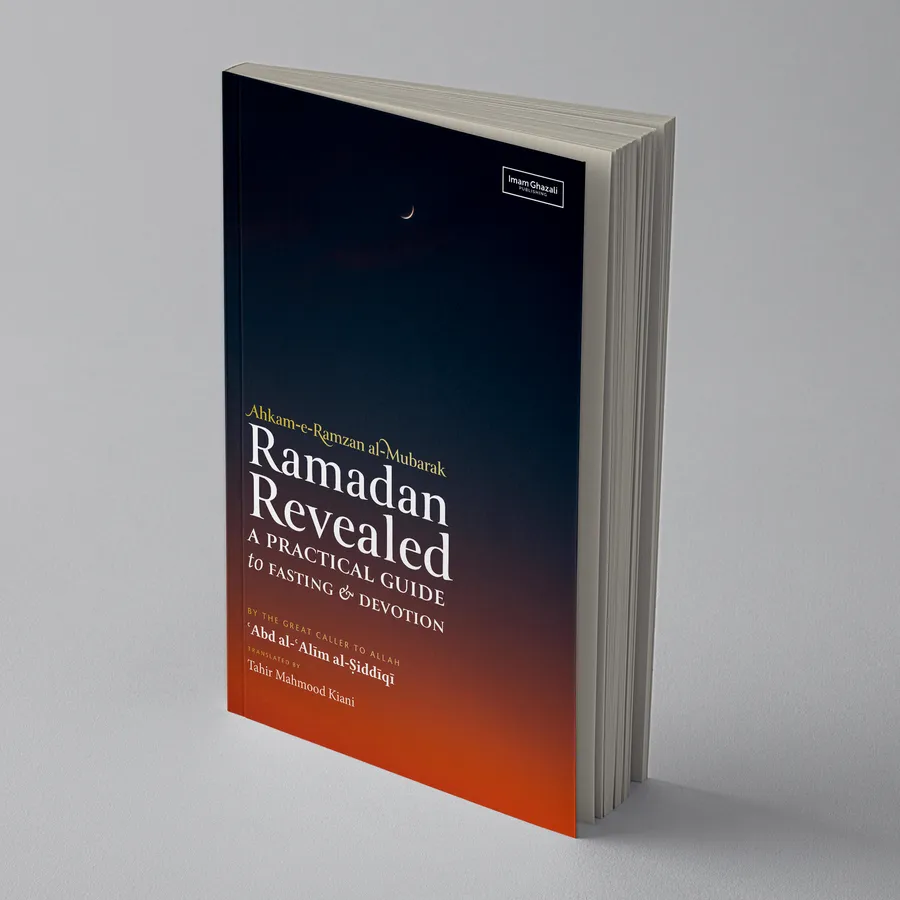 Imam Ghazali
PUBLISHING
Ahkam-e-Ramzan al-Mubarak
Ramadan
Revealed
A PRACTICAL GUIDE
to FASTING & DEVOTION
BY THE GREAT CALLER TO ALLAH
ʿAbd al-ʿAlīm al-Ṣiddīqī
TRANSLATED BY
Tahir Mahmood Kiani